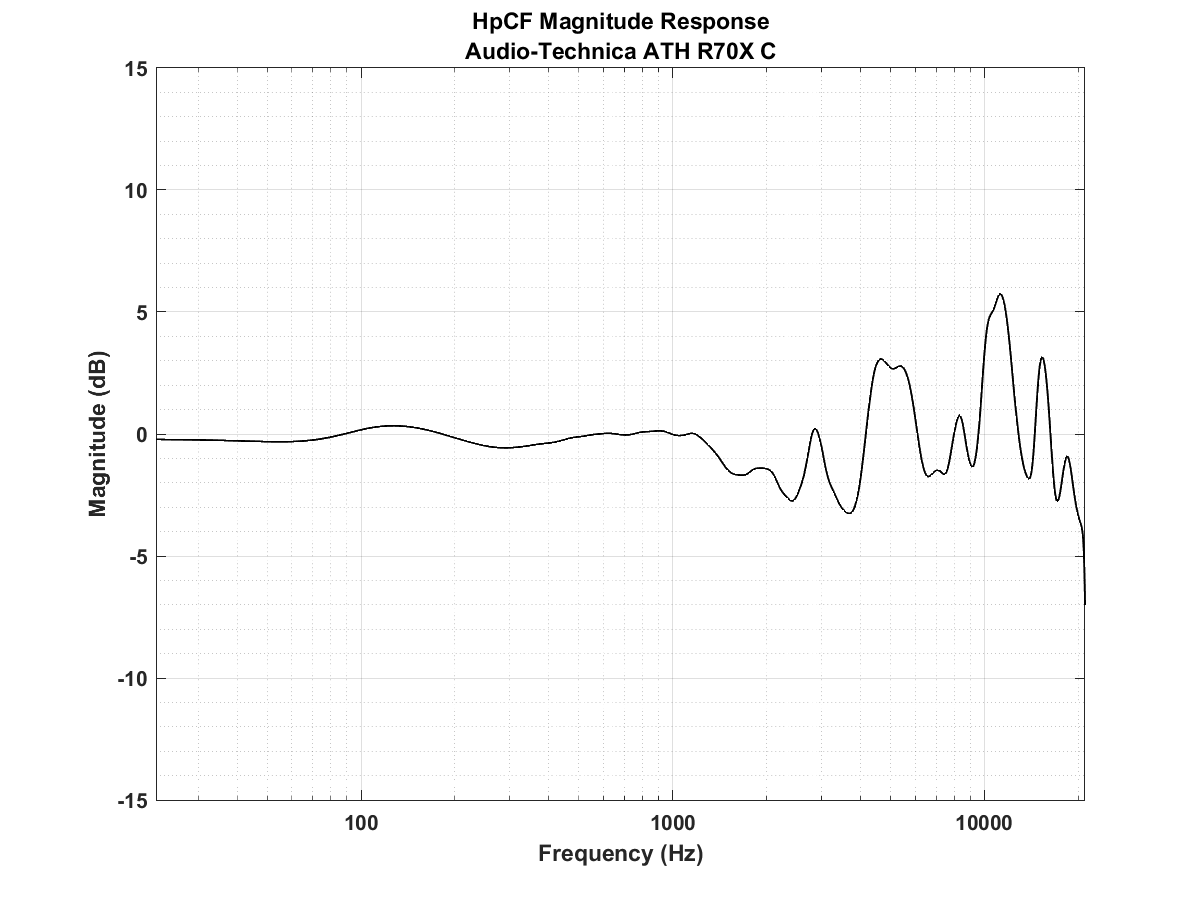 HpCF Magnitude Response
Audio-Technica ATH R70X C
15
10
5
0
-5
-10
-15
Magnitude (dB)
100
1000
10000
Frequency (Hz)